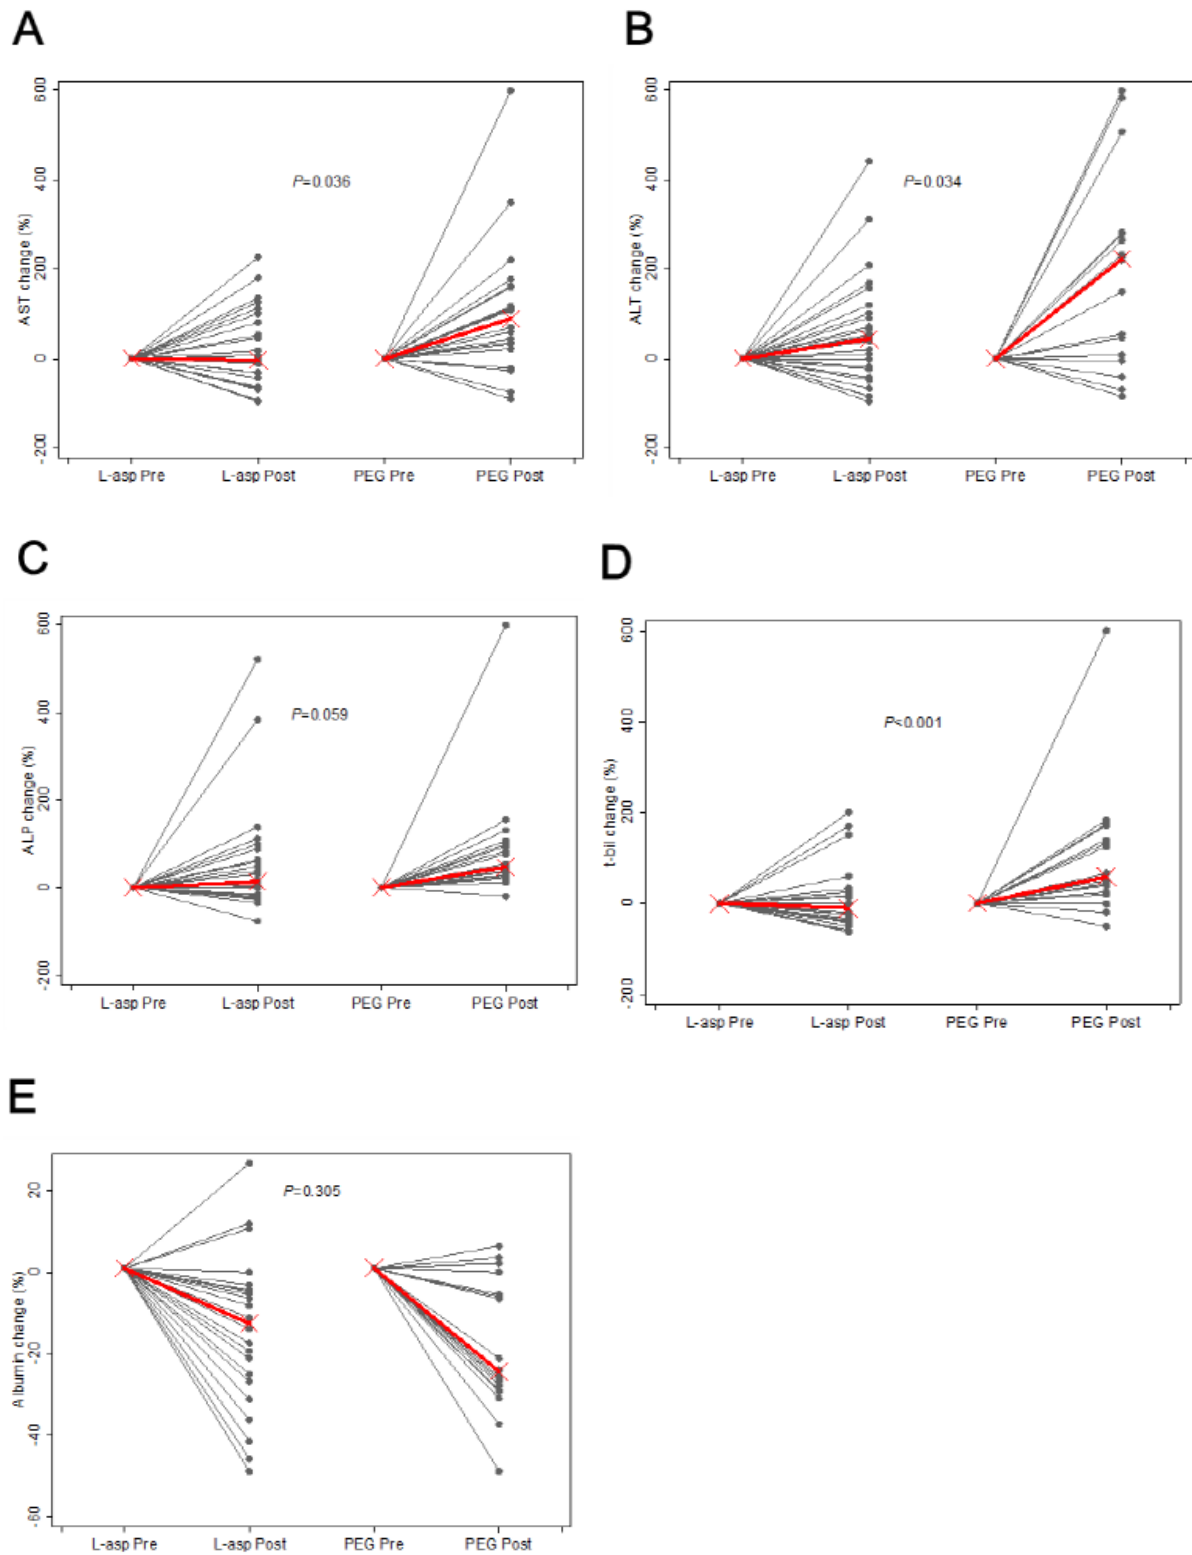 A
B
600
400
200
0
-200
AST change (%)
P=0.036
L-asp Pre L-asp Post PEG Pre PEG Post
600
400
200
0
-200
ALT change (%)
P=0.034
L-asp Pre L-asp Post PEG Pre PEG Post
C
D
600
400
200
0
-200
ALP change (%)
P=0.059
L-asp Pre L-asp Post PEG Pre PEG Post
600
400
200
0
-200
t-bil change (%)
P<0.001
L-asp Pre L-asp Post PEG Pre PEG Post
E
20
0
-20
-40
-60
Albumin change (%)
P=0.305
L-asp Pre L-asp Post PEG Pre PEG Post